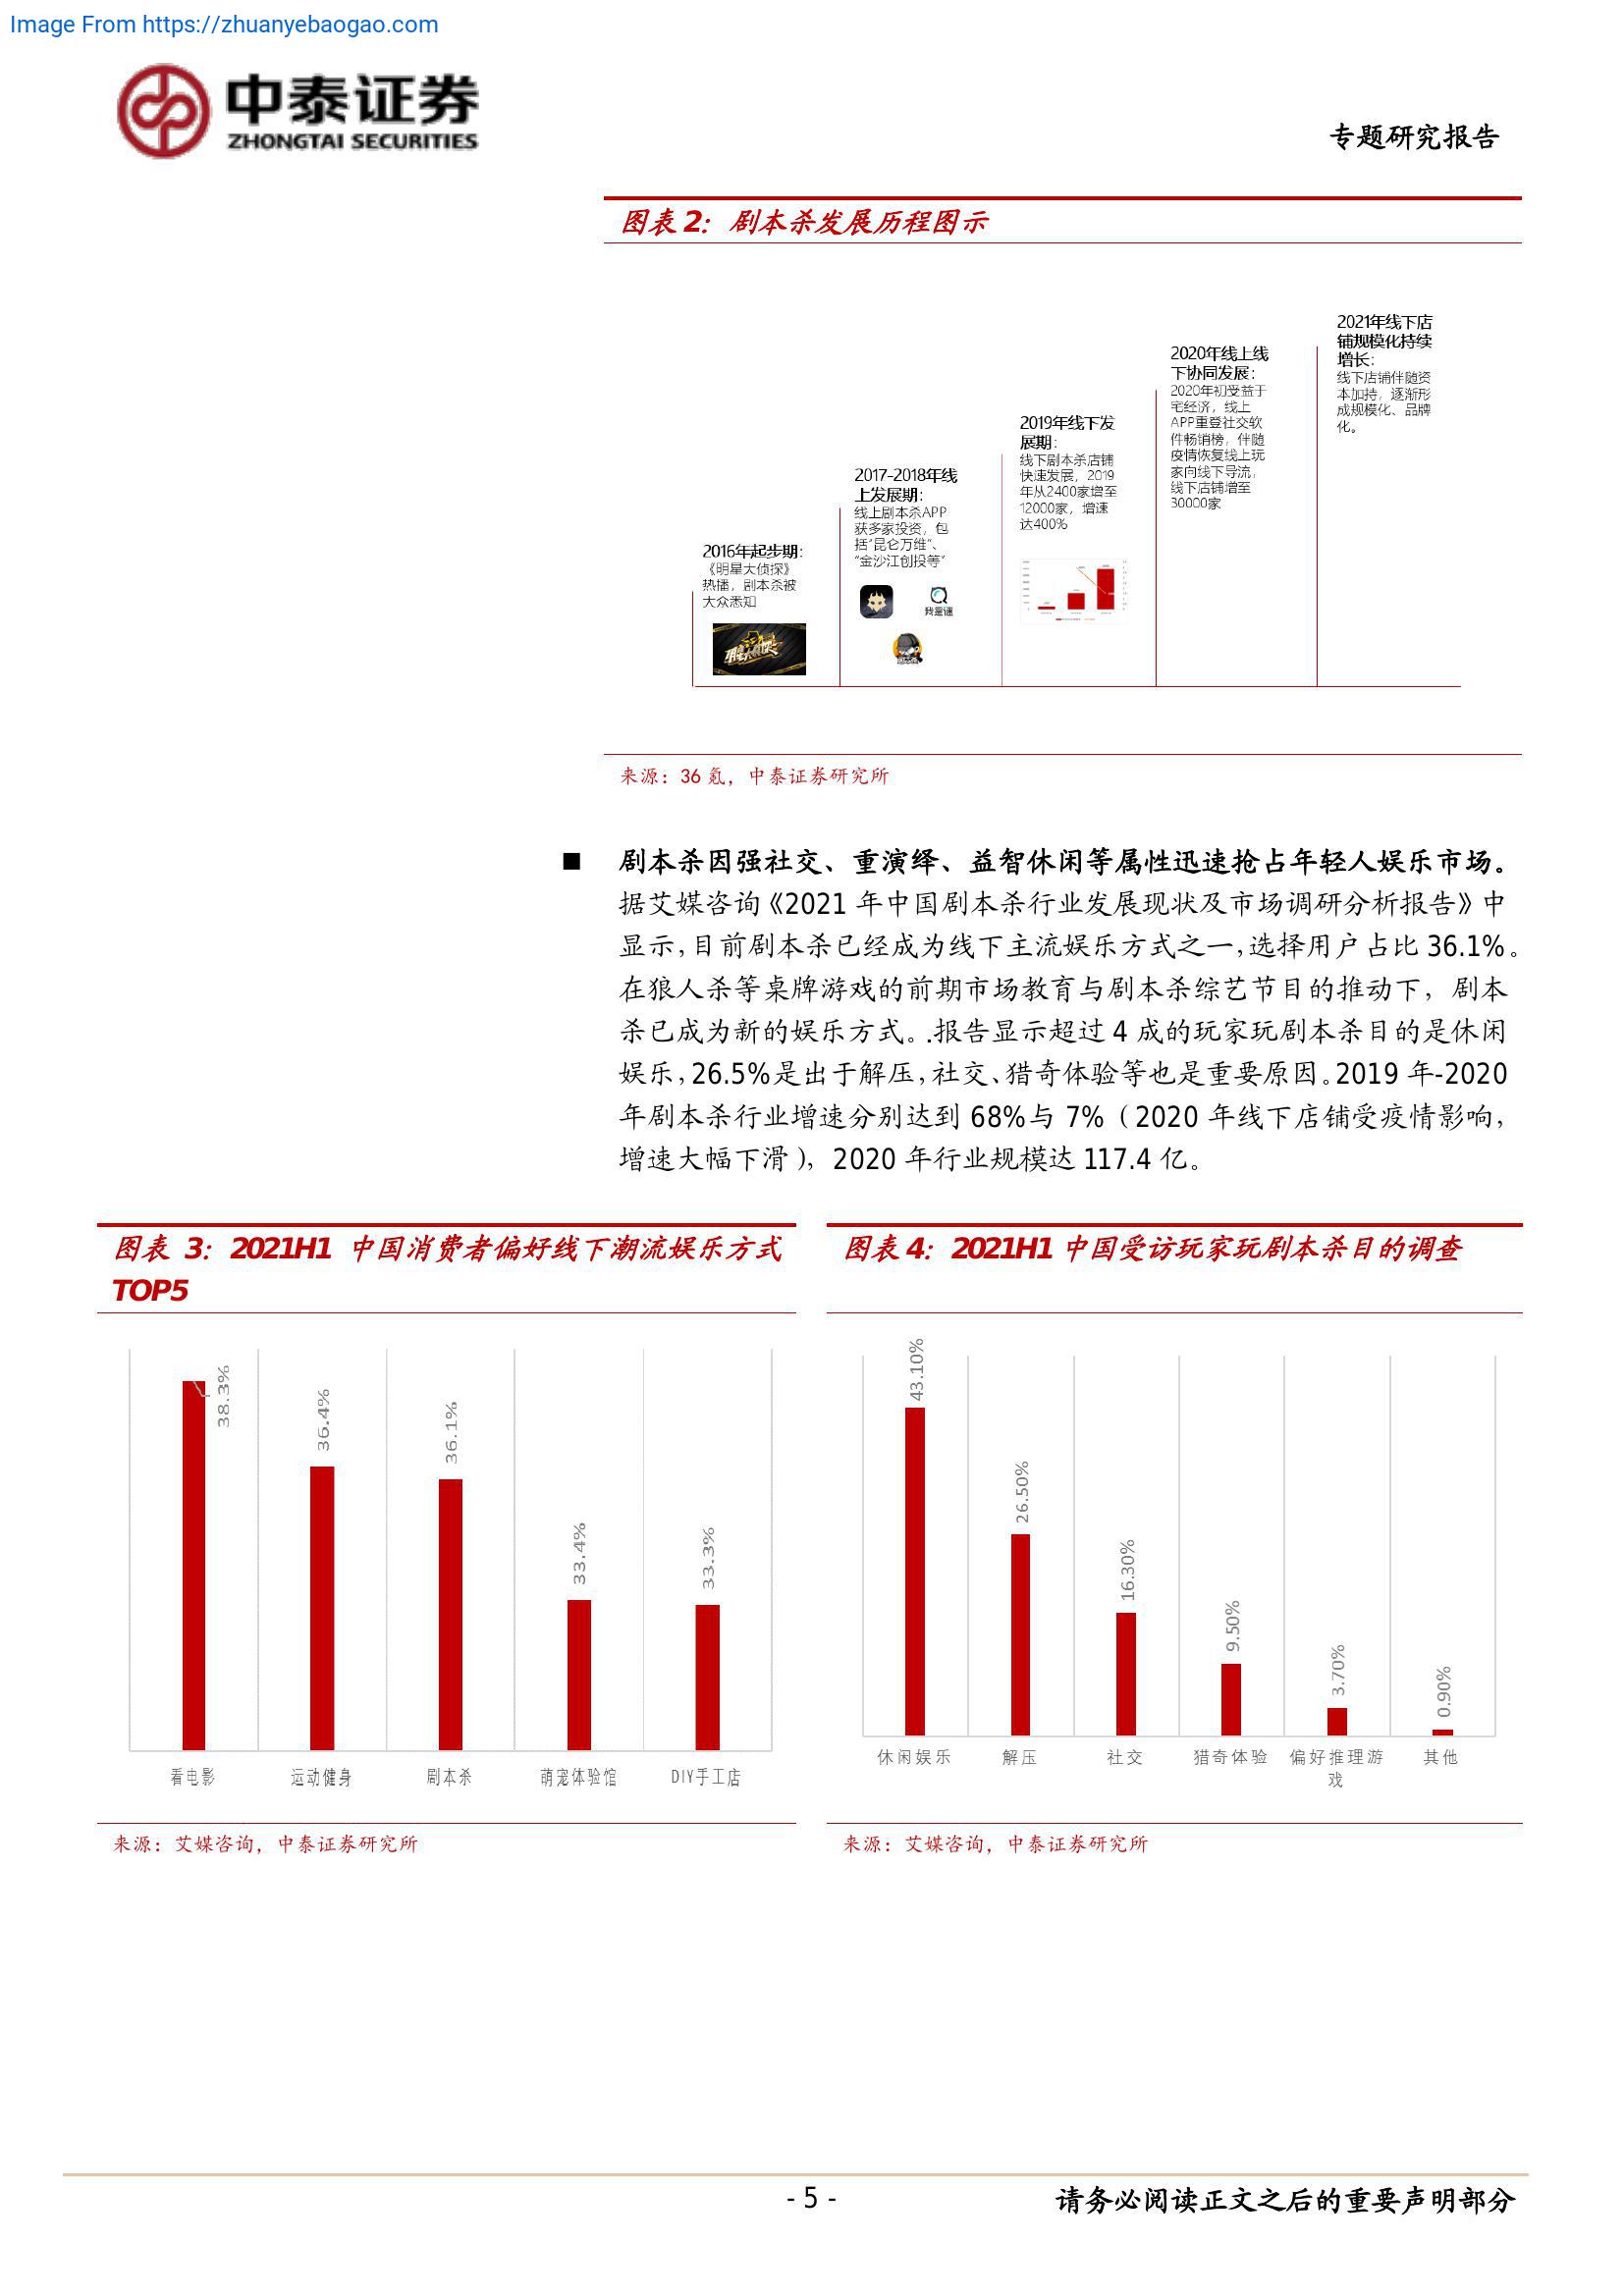 Image From https://zhuanyebaogao.com
中泰证券
ZHONGTAI SECURITIES
专题研究报告
图表 2：剧本杀发展历程图示
2016年起步期：
《明星大侦探》
热播，剧本杀被
大众悉知
2017-2018年线
上发展期：
线上剧本杀APP
获多家投资，包
括“昆仑万维”、
“金沙江创投等”
我是谜
2019年线下发
展期：
线下剧本杀店铺
快速发展，2019
年从2400家增至
12000家，增速
达400%
2020年线上线
下协同发展：
2020年初受益于
宅经济，线上
APP重登社交软
件畅销榜，伴随
疫情恢复线上玩
家向线下导流，
线下店铺增至
30000家
2021年线下店
铺规模化持续
增长：
线下店铺伴随资
本加持，逐渐形
成规模化、品牌
化。
来源：36 氪，中泰证券研究所
■ 剧本杀因强社交、重演绎、益智休闲等属性迅速抢占年轻人娱乐市场。
据艾媒咨询《2021 年中国剧本杀行业发展现状及市场调研分析报告》中
显示，目前剧本杀已经成为线下主流娱乐方式之一，选择用户占比 36.1%。
在狼人杀等桌牌游戏的前期市场教育与剧本杀综艺节目的推动下，剧本
杀已成为新的娱乐方式。.报告显示超过 4 成的玩家玩剧本杀目的是休闲
娱乐，26.5%是出于解压，社交、猎奇体验等也是重要原因。2019 年-2020
年剧本杀行业增速分别达到 68%与 7%（2020 年线下店铺受疫情影响，
增速大幅下滑），2020 年行业规模达 117.4 亿。
图表 3：2021H1 中国消费者偏好线下潮流娱乐方式
TOP5
38.3%
36.4%
36.1%
33.4%
33.3%
看电影 运动健身 剧本杀 萌宠体验馆 DIY手工店
来源：艾媒咨询，中泰证券研究所
图表 4：2021H1 中国受访玩家玩剧本杀目的调查
43.10%
26.50%
16.30%
9.50%
3.70%
0.90%
休闲娱乐 解压 社交 猎奇体验 偏好推理游 其他
戏
来源：艾媒咨询，中泰证券研究所
- 5 -
请务必阅读正文之后的重要声明部分